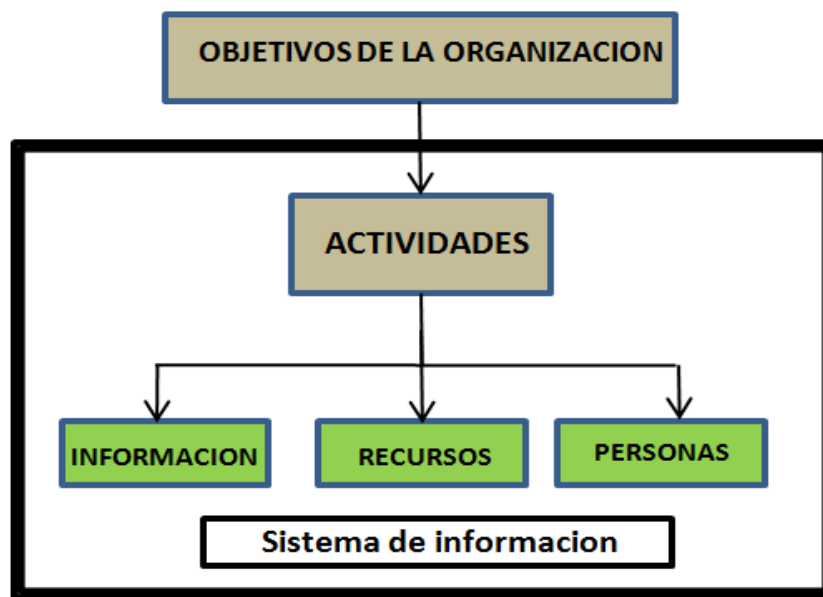 OBJETIVOS DE LA ORGANIZACION
ACTIVIDADES
INFORMACION
RECURSOS
PERSONAS
Sistema de informacion